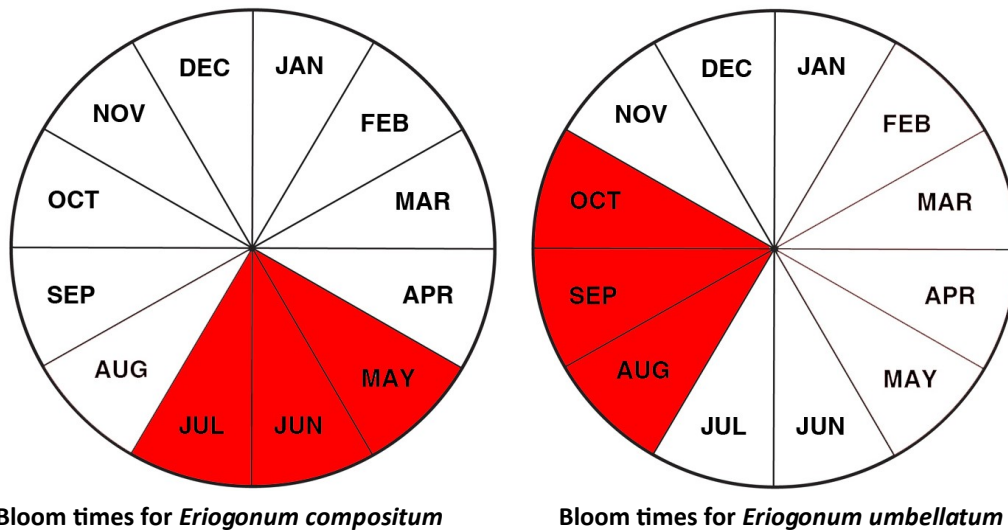 DEC JAN
NOV FEB
OCT MAR
SEP APR
AUG MAY
JUL JUN
DEC JAN
NOV FEB
OCT MAR
SEP APR
AUG MAY
JUL JUN
Bloom times for Eriogonum compositum
Bloom times for Eriogonum umbellatum